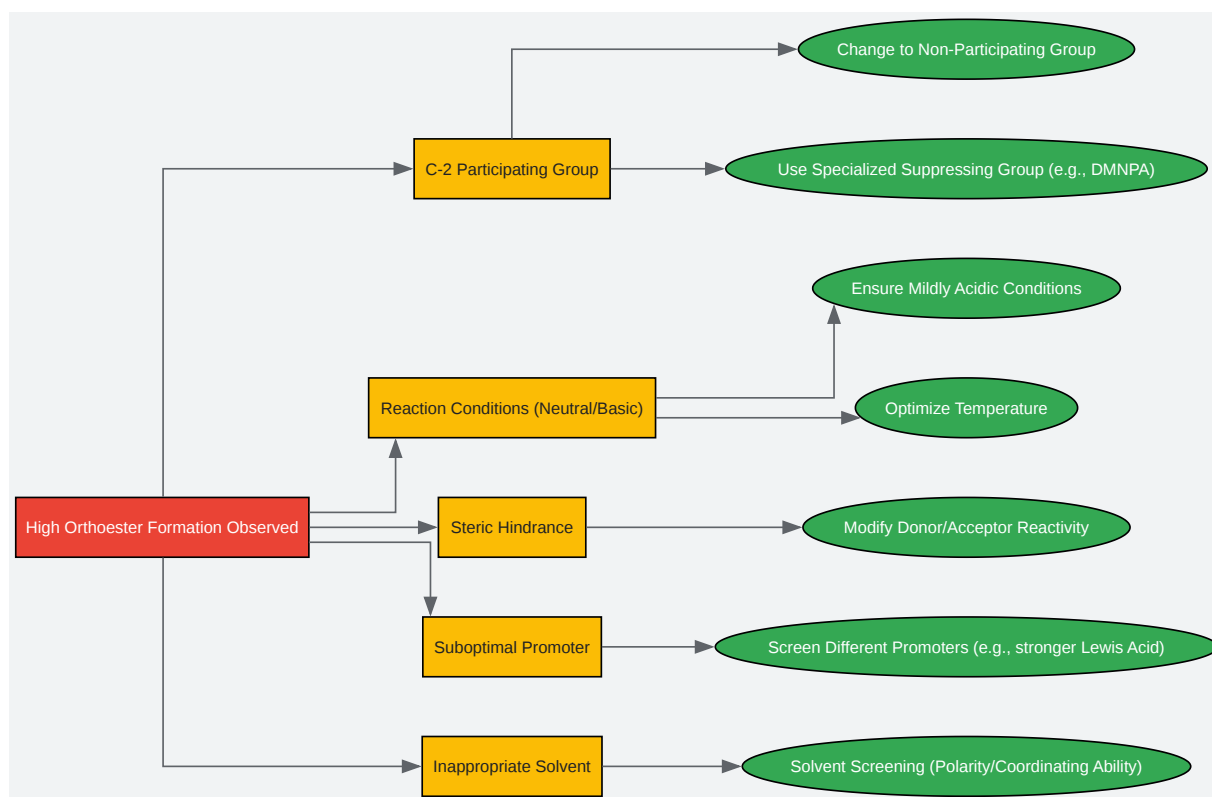 Change to Non-Participating Group
C-2 Participating Group
Use Specialized Suppressing Group (e.g., DMNPA)
Ensure Mildly Acidic Conditions
Reaction Conditions (Neutral/Basic)
Optimize Temperature
High Orthoester Formation Observed
Steric Hindrance
Modify Donor/Acceptor Reactivity
Suboptimal Promoter
Screen Different Promoters (e.g., stronger Lewis Acid)
Inappropriate Solvent
Solvent Screening (Polarity/Coordinating Ability)